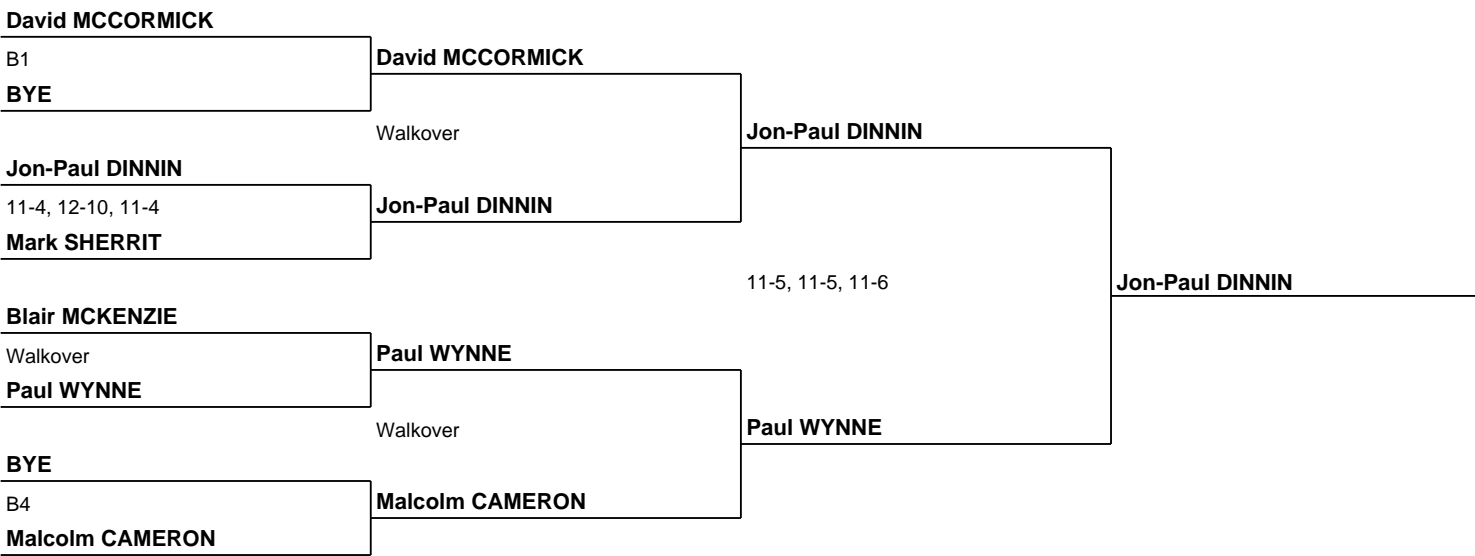 David MCCORMICK
B1
BYE
David MCCORMICK
Walkover
Jon-Paul DINNIN
Jon-Paul DINNIN
11-4, 12-10, 11-4
Mark SHERRIT
Jon-Paul DINNIN
11-5, 11-5, 11-6
Jon-Paul DINNIN
Blair MCKENZIE
Walkover
Paul WYNNE
Paul WYNNE
Walkover
Paul WYNNE
BYE
B4
Malcolm CAMERON
Malcolm CAMERON